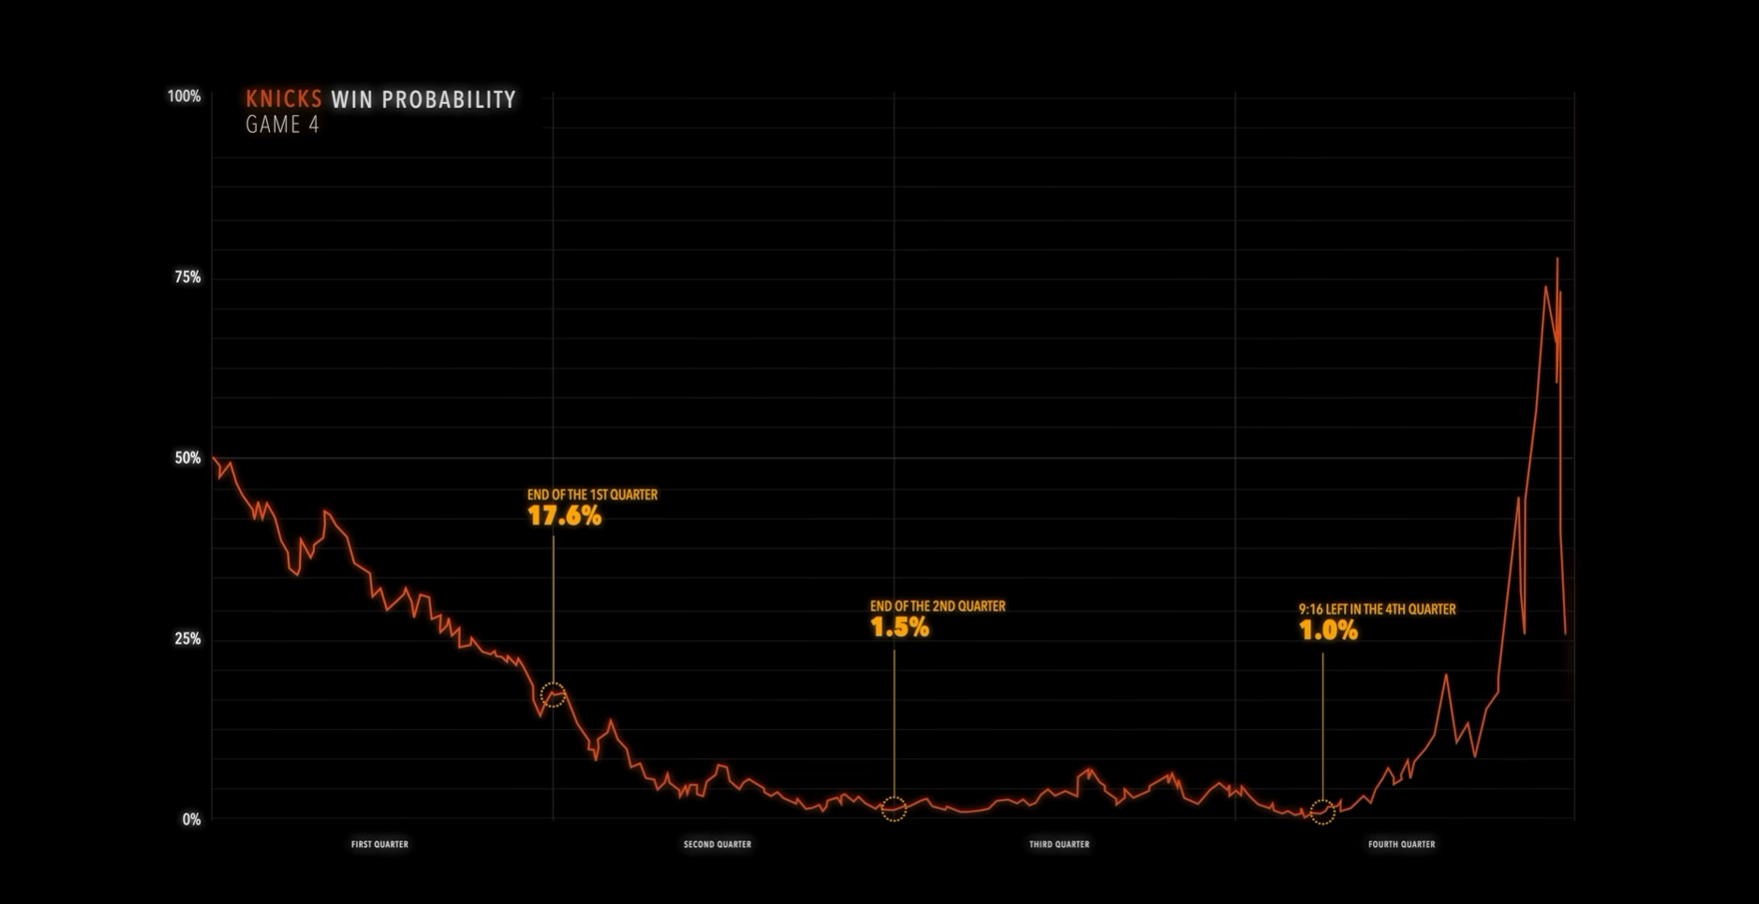 KNICKS WIN PROBABILITY
GAME 4
100%
75%
50%
25%
0%
END OF THE 1ST QUARTER
17.6%
END OF THE 2ND QUARTER
1.5%
9:16 LEFT IN THE 4TH QUARTER
1.0%
FIRST QUARTER
SECOND QUARTER
THIRD QUARTER
FOURTH QUARTER